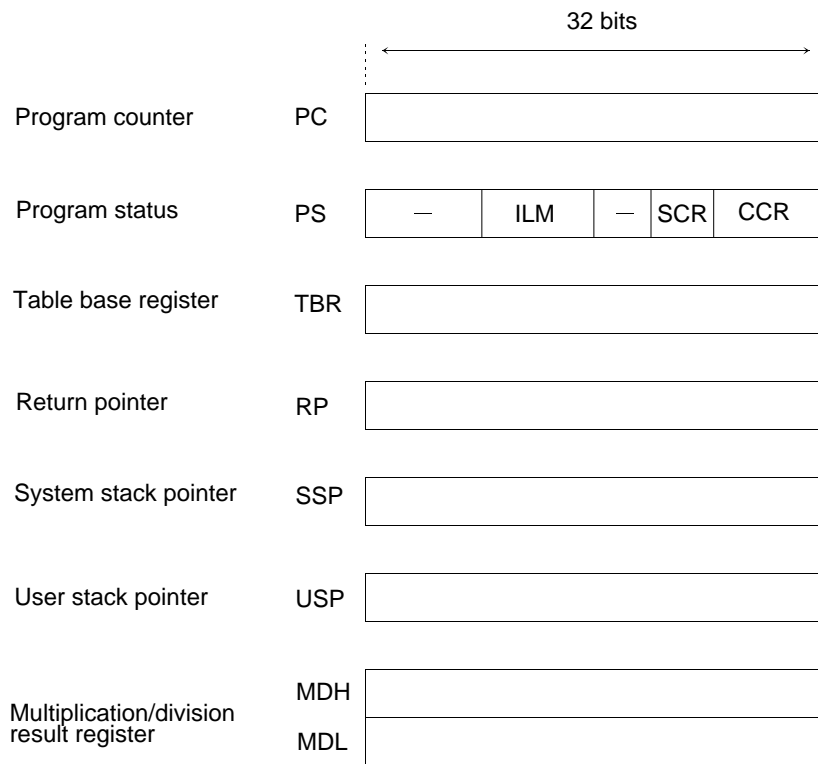 32 bits
Program counter PC
Program status PS — ILM — SCR CCR
Table base register TBR
Return pointer RP
System stack pointer SSP
User stack pointer USP
MDH
Multiplication/division
result register
MDL